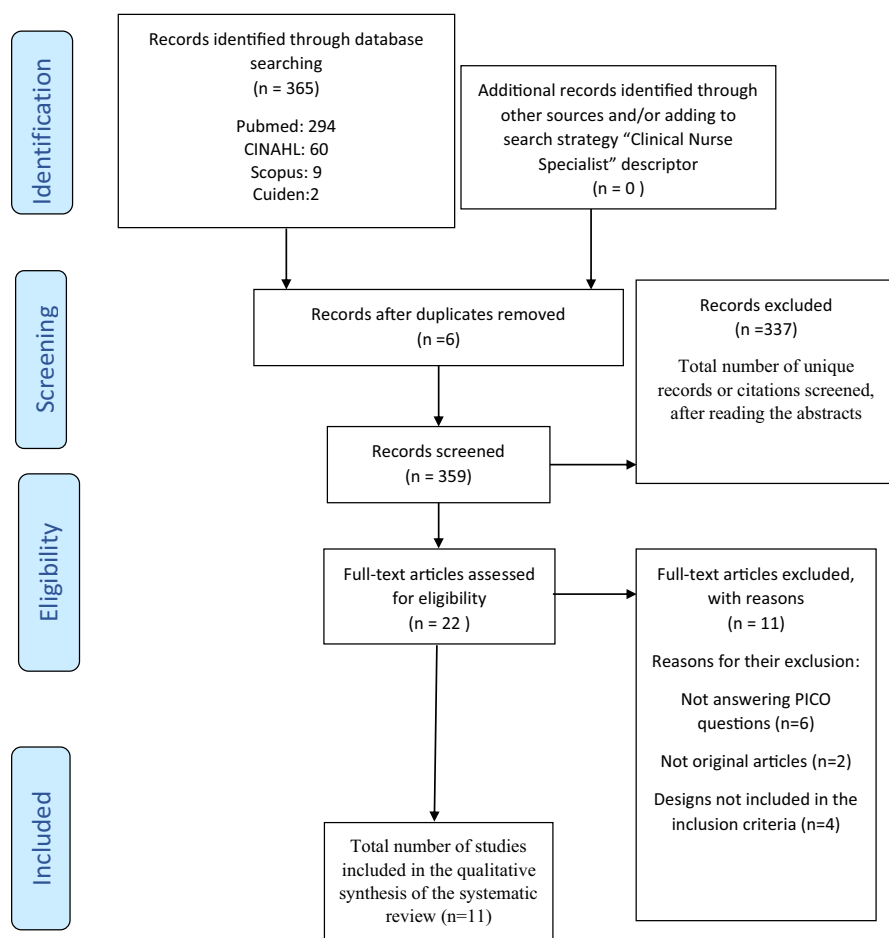 Identification
Records identified through database
searching
(n = 365)
Pubmed: 294
CINAHL: 60
Scopus: 9
Cuiden:2
Additional records identified through
other sources and/or adding to
search strategy “Clinical Nurse
Specialist” descriptor
(n = 0 )
Screening
Records after duplicates removed
(n =6)
Records excluded
(n =337)
Total number of unique
records or citations screened,
after reading the abstracts
Records screened
(n = 359)
Eligibility
Full-text articles assessed
for eligibility
(n = 22 )
Full-text articles excluded,
with reasons
(n = 11)
Reasons for their exclusion:
Not answering PICO
questions (n=6)
Not original articles (n=2)
Designs not included in the
inclusion criteria (n=4)
Included
Total number of studies
included in the qualitative
synthesis of the systematic
review (n=11)